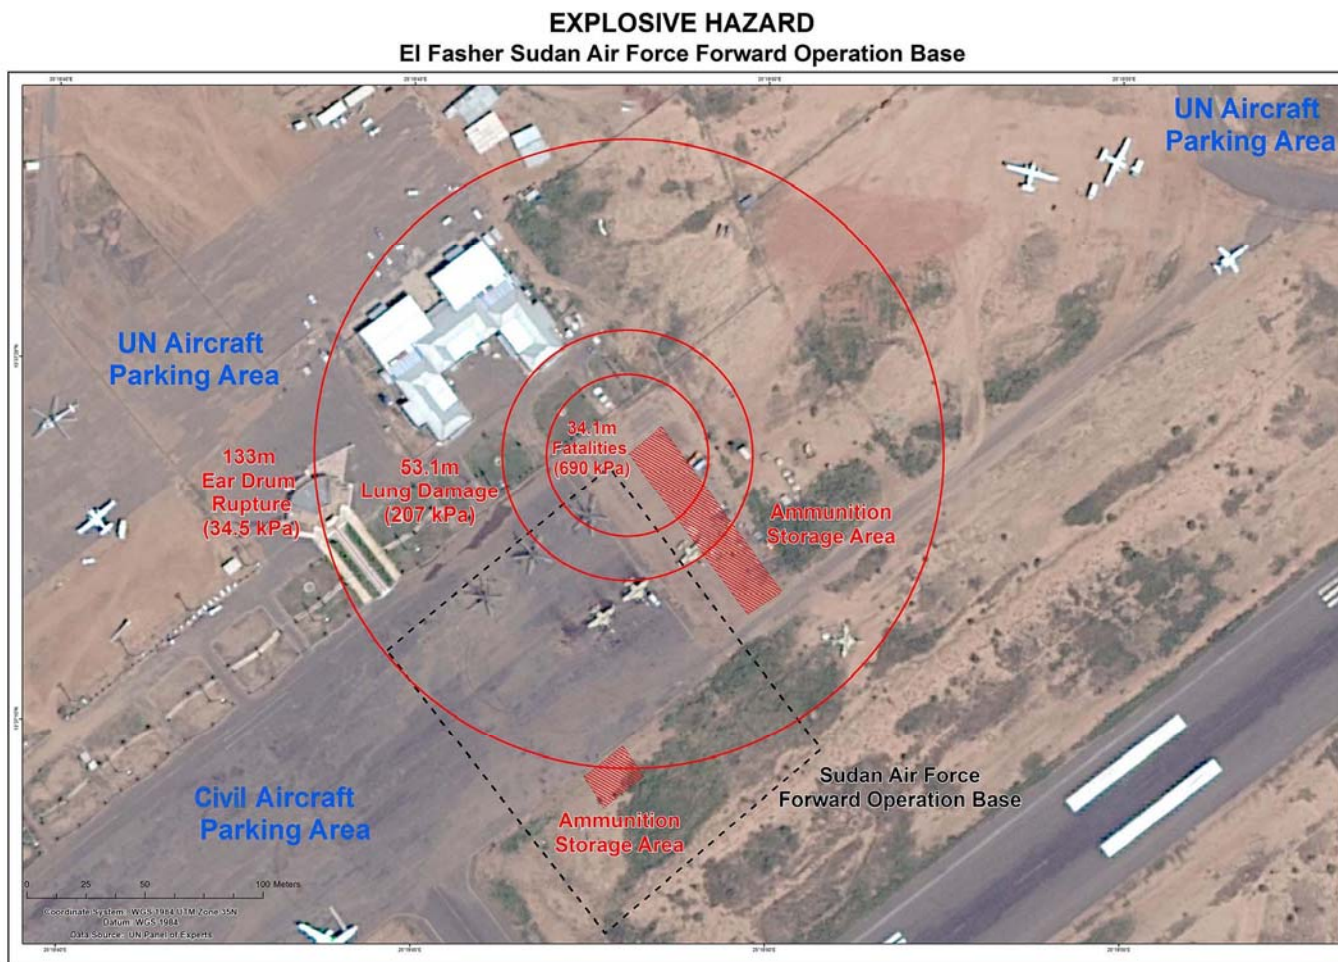 EXPLOSIVE HAZARD
El Fasher Sudan Air Force Forward Operation Base
UN Aircraft
Parking Area
UN Aircraft
Parking Area
34.1m
Fatalities
(690 kPa)
133m
Ear Drum
Rupture
(34.5 kPa)
53.1m
Lung Damage
(207 kPa)
Ammunition
Storage Area
Sudan Air Force
Forward Operation Base
Civil Aircraft
Parking Area
Ammunition
Storage Area
0 25 50 100 Meters
Coordinate System: WGS 1984 UTM Zone 35N
Datum: WGS 1984
Data Source: UN Panel of Experts